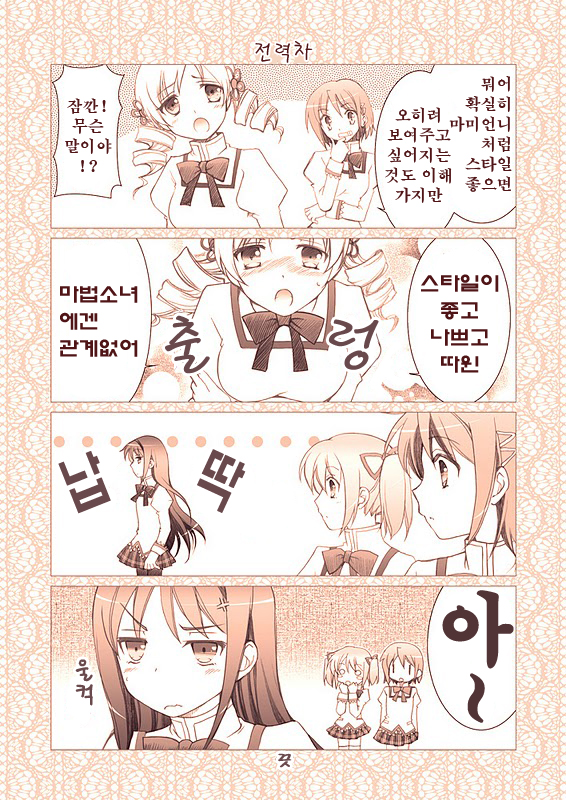 전력차
뭐어
확실히
마미언니
처럼
스타일
좋으면
오히려
보여주고
싶어지는
것도 이해
가지만
잠깐!
무슨
말이야
!?
스타일이
좋고
나쁘고
따윈
출렁
마법소녀
에겐
관계없어
납딱
아~
울컥
끗